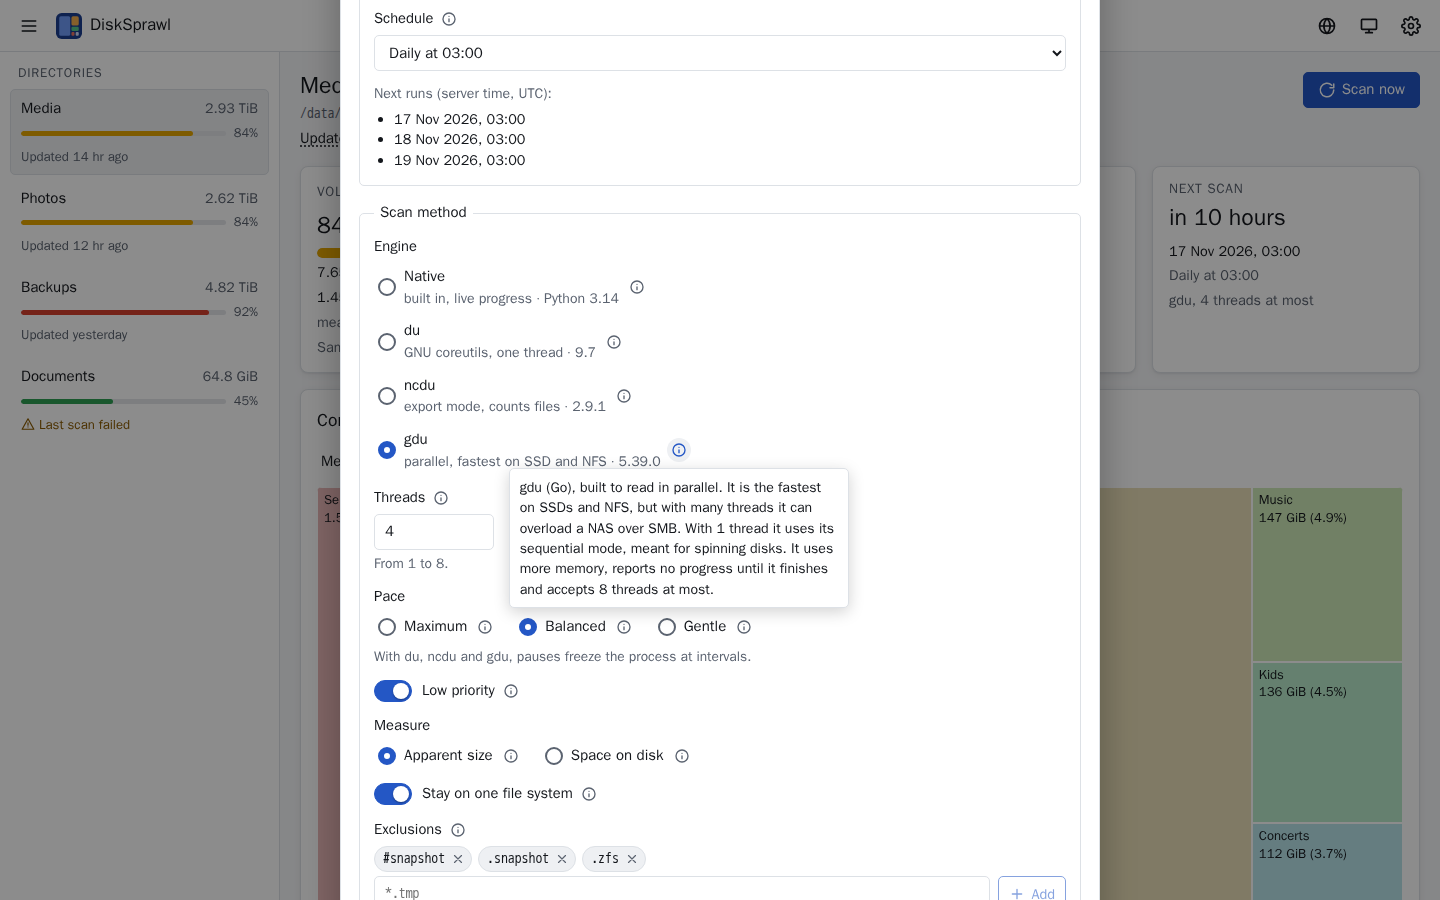 DiskSprawl
DIRECTORIES
Media 2.93 TiB
84%
Updated 14 hr ago
Photos 2.62 TiB
84%
Updated 12 hr ago
Backups 4.82 TiB
92%
Updated yesterday
Documents 64.8 GiB
45%
Last scan failed
/data/
Scan now
NEXT SCAN
in 10 hours
17 Nov 2026, 03:00
Daily at 03:00
gdu, 4 threads at most
Schedule
Daily at 03:00
Next runs (server time, UTC):
17 Nov 2026, 03:00
18 Nov 2026, 03:00
19 Nov 2026, 03:00
Scan method
Engine
Native
built in, live progress · Python 3.14
du
GNU coreutils, one thread · 9.7
ncdu
export mode, counts files · 2.9.1
gdu
parallel, fastest on SSD and NFS · 5.39.0
gdu (Go), built to read in parallel. It is the fastest
on SSDs and NFS, but with many threads it can
overload a NAS over SMB. With 1 thread it uses its
sequential mode, meant for spinning disks. It uses
more memory, reports no progress until it finishes
and accepts 8 threads at most.
Threads
4
From 1 to 8.
Pace
Maximum Balanced Gentle
With du, ncdu and gdu, pauses freeze the process at intervals.
Low priority
Measure
Apparent size Space on disk
Stay on one file system
Exclusions
#snapshot .snapshot .zfs
*.tmp
Add
Music
147 GiB (4.9%)
Kids
136 GiB (4.5%)
Concerts
112 GiB (3.7%)